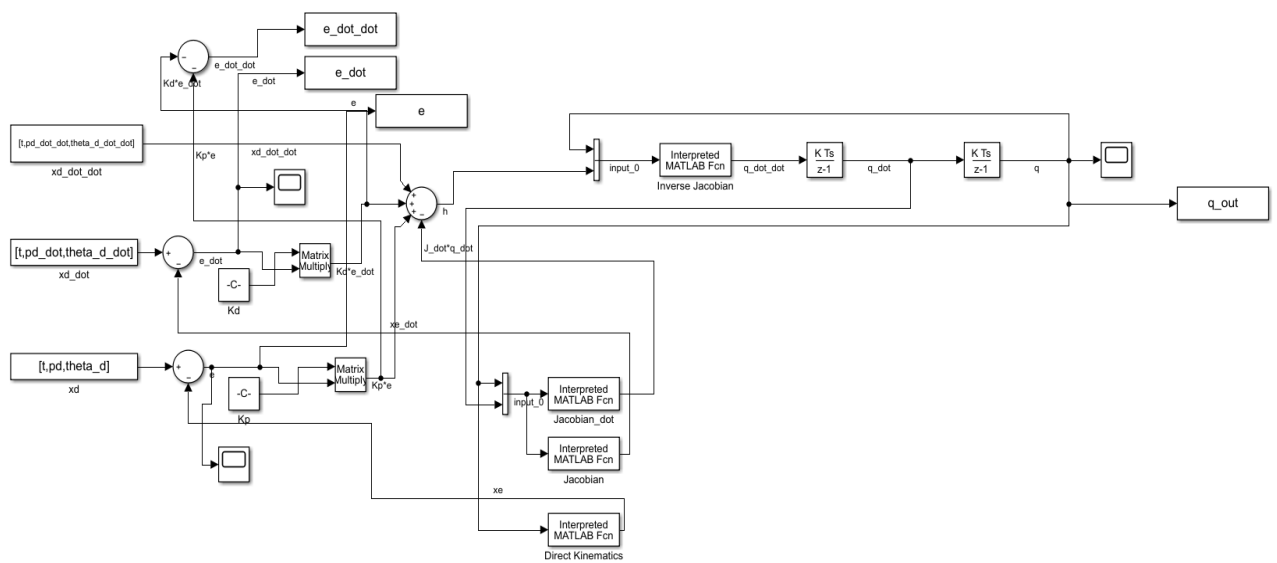 e_dot_dot
e_dot_dot
e_dot
Kd*e_dot
e_dot
e
e
[t,pd_dot_dot,theta_d_dot_dot]
xd_dot_dot
xd_dot_dot
Kp*e
input_0
Interpreted
MATLAB Fcn
Inverse Jacobian
q_dot_dot
K Ts
z-1
q_dot
K Ts
z-1
q
q_out
h
[t,pd_dot,theta_d_dot]
xd_dot
e_dot
Matrix
Multiply
Kd*e_dot
-C-
Kd
J_dot*q_dot
xe_dot
[t,pd,theta_d]
xd
e
Matrix
Multiply
Kp*e
-C-
Kp
input_0
Interpreted
MATLAB Fcn
Jacobian_dot
Interpreted
MATLAB Fcn
Jacobian
xe
Interpreted
MATLAB Fcn
Direct Kinematics